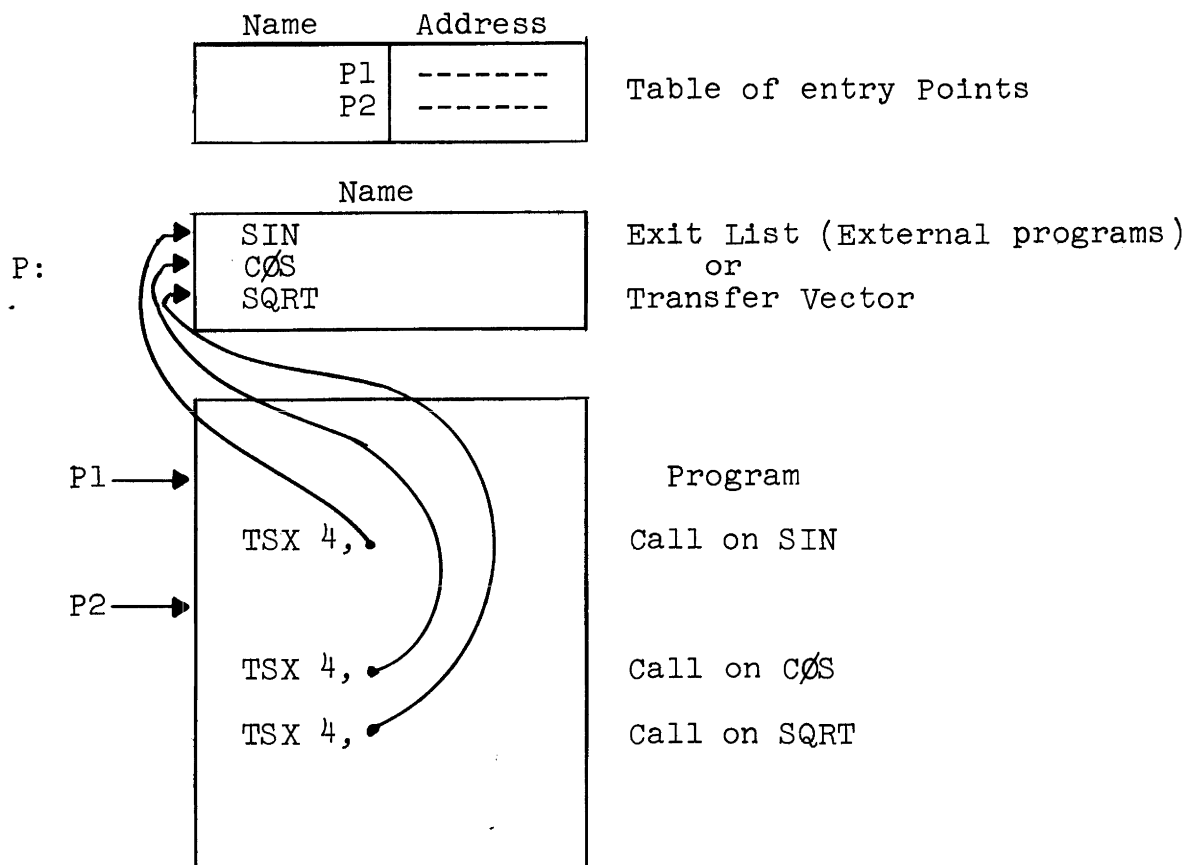 Name Address
P1 -------
P2 -------
Table of entry Points
Name
P:
SIN
CØS
SQRT
Exit List (External programs)
or
Transfer Vector
P1
Program
TSX 4,
Call on SIN
P2
TSX 4,
Call on CØS
TSX 4,
Call on SQRT